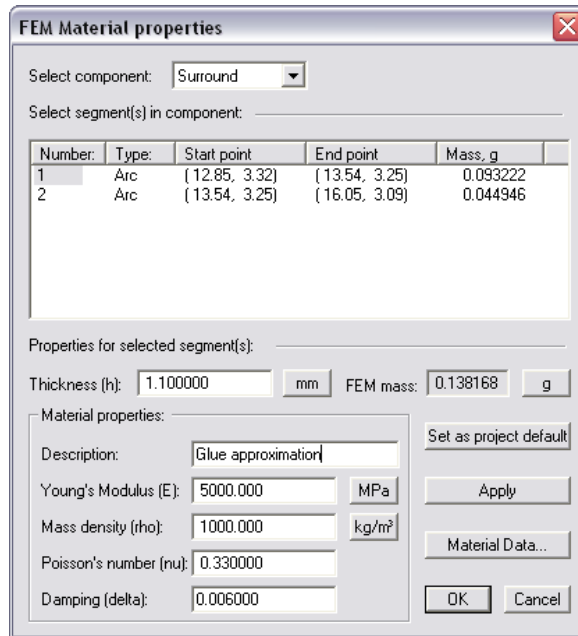 FEM Material properties
Select component: Surround
Select segment(s) in component:
Number: Type: Start point End point Mass, g
1 Arc (12.85, 3.32) (13.54, 3.25) 0.093222
2 Arc (13.54, 3.25) (16.05, 3.09) 0.044946
Properties for selected segment(s):
Thickness (h): 1.100000 mm FEM mass: 0.138168 g
Material properties:
Set as project default
Description: Glue approximation
Young's Modulus (E): 5000.000 MPa Apply
Mass density (rho): 1000.000 kg/m³
Material Data...
Poisson's number (nu): 0.330000
Damping (delta): 0.006000 OK Cancel